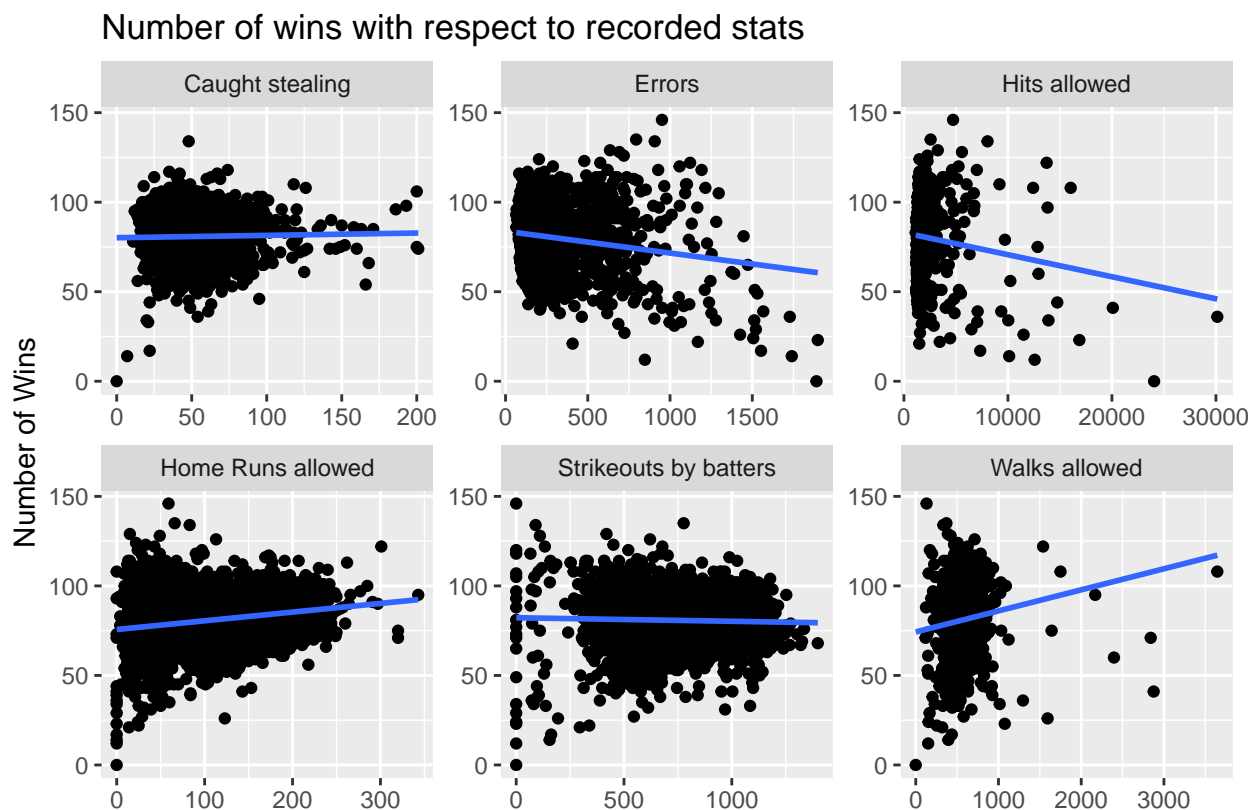 Number of wins with respect to recorded stats
Caught stealing
Errors
Hits allowed
150
100
50
0
150
100
50
0
150
100
50
0
0 50 100 150 200
0 500 1000 1500
0 10000 20000 30000
Number of Wins
Home Runs allowed
Strikeouts by batters
Walks allowed
150
100
50
0
150
100
50
0
150
100
50
0
0 100 200 300
0 500 1000
0 1000 2000 3000